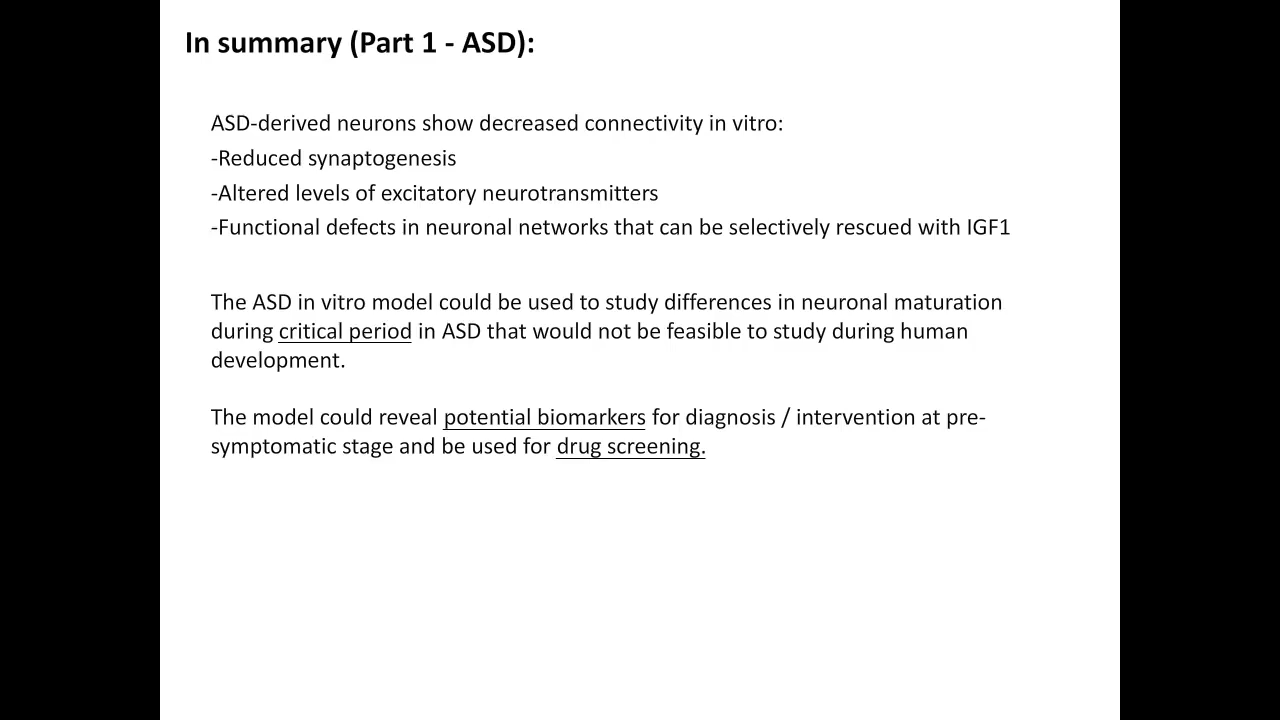 In summary (Part 1 - ASD):
ASD-derived neurons show decreased connectivity in vitro:
-Reduced synaptogenesis
-Altered levels of excitatory neurotransmitters
-Functional defects in neuronal networks that can be selectively rescued with IGF1
The ASD in vitro model could be used to study differences in neuronal maturation
during critical period in ASD that would not be feasible to study during human
development.
The model could reveal potential biomarkers for diagnosis / intervention at pre-
symptomatic stage and be used for drug screening.